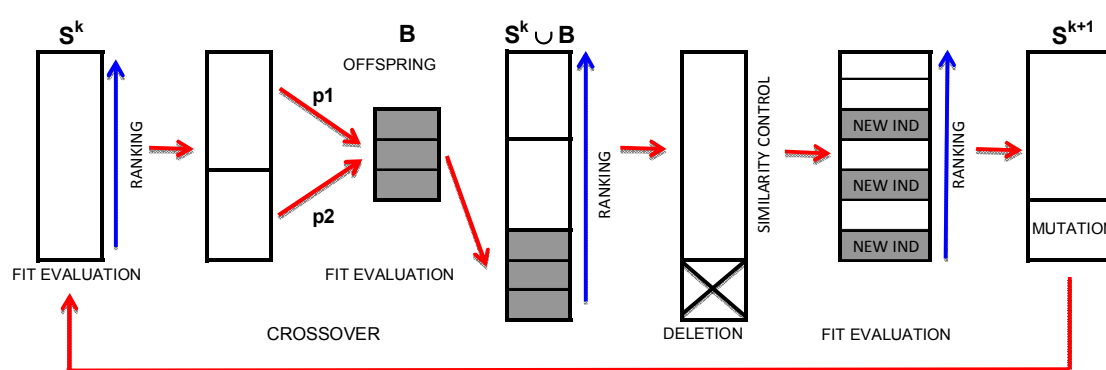 S^k
B
S^k ∪ B
S^{k+1}
OFFSPRING
RANKING
p1
p2
RANKING
SIMILARITY CONTROL
NEW IND
NEW IND
NEW IND
RANKING
MUTATION
FIT EVALUATION
FIT EVALUATION
CROSSOVER
DELETION
FIT EVALUATION